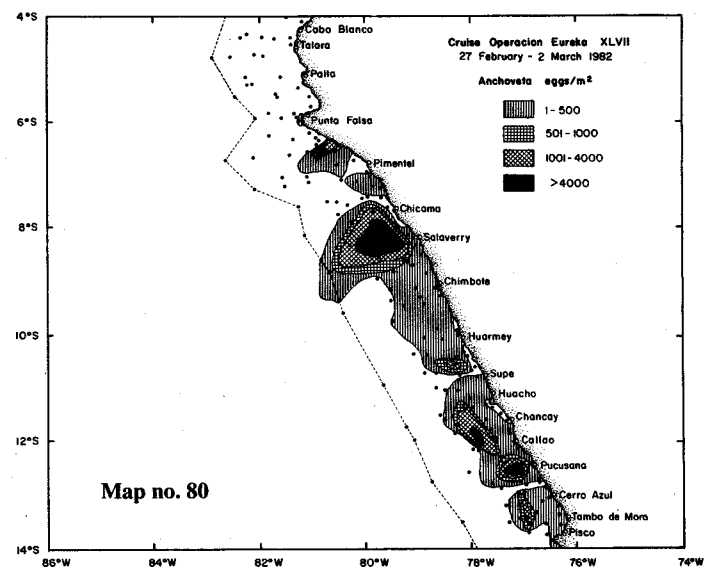 4°S
6°S
8°S
10°S
12°S
14°S
86°W
84°W
82°W
80°W
78°W
76°W
74°W
Cruise Operacion Eureka XLVII
27 February - 2 March 1982
Anchoveta eggs/m²
1-500
501-1000
1001-4000
>4000
Cabo Blanco
Talara
Paita
Punta Falsa
Pimentel
Chicama
Salaverry
Chimbote
Huarmey
Supe
Huacho
Chancay
Callao
Pucusana
Cerro Azul
Tambo de Mora
Pisco
Map no. 80